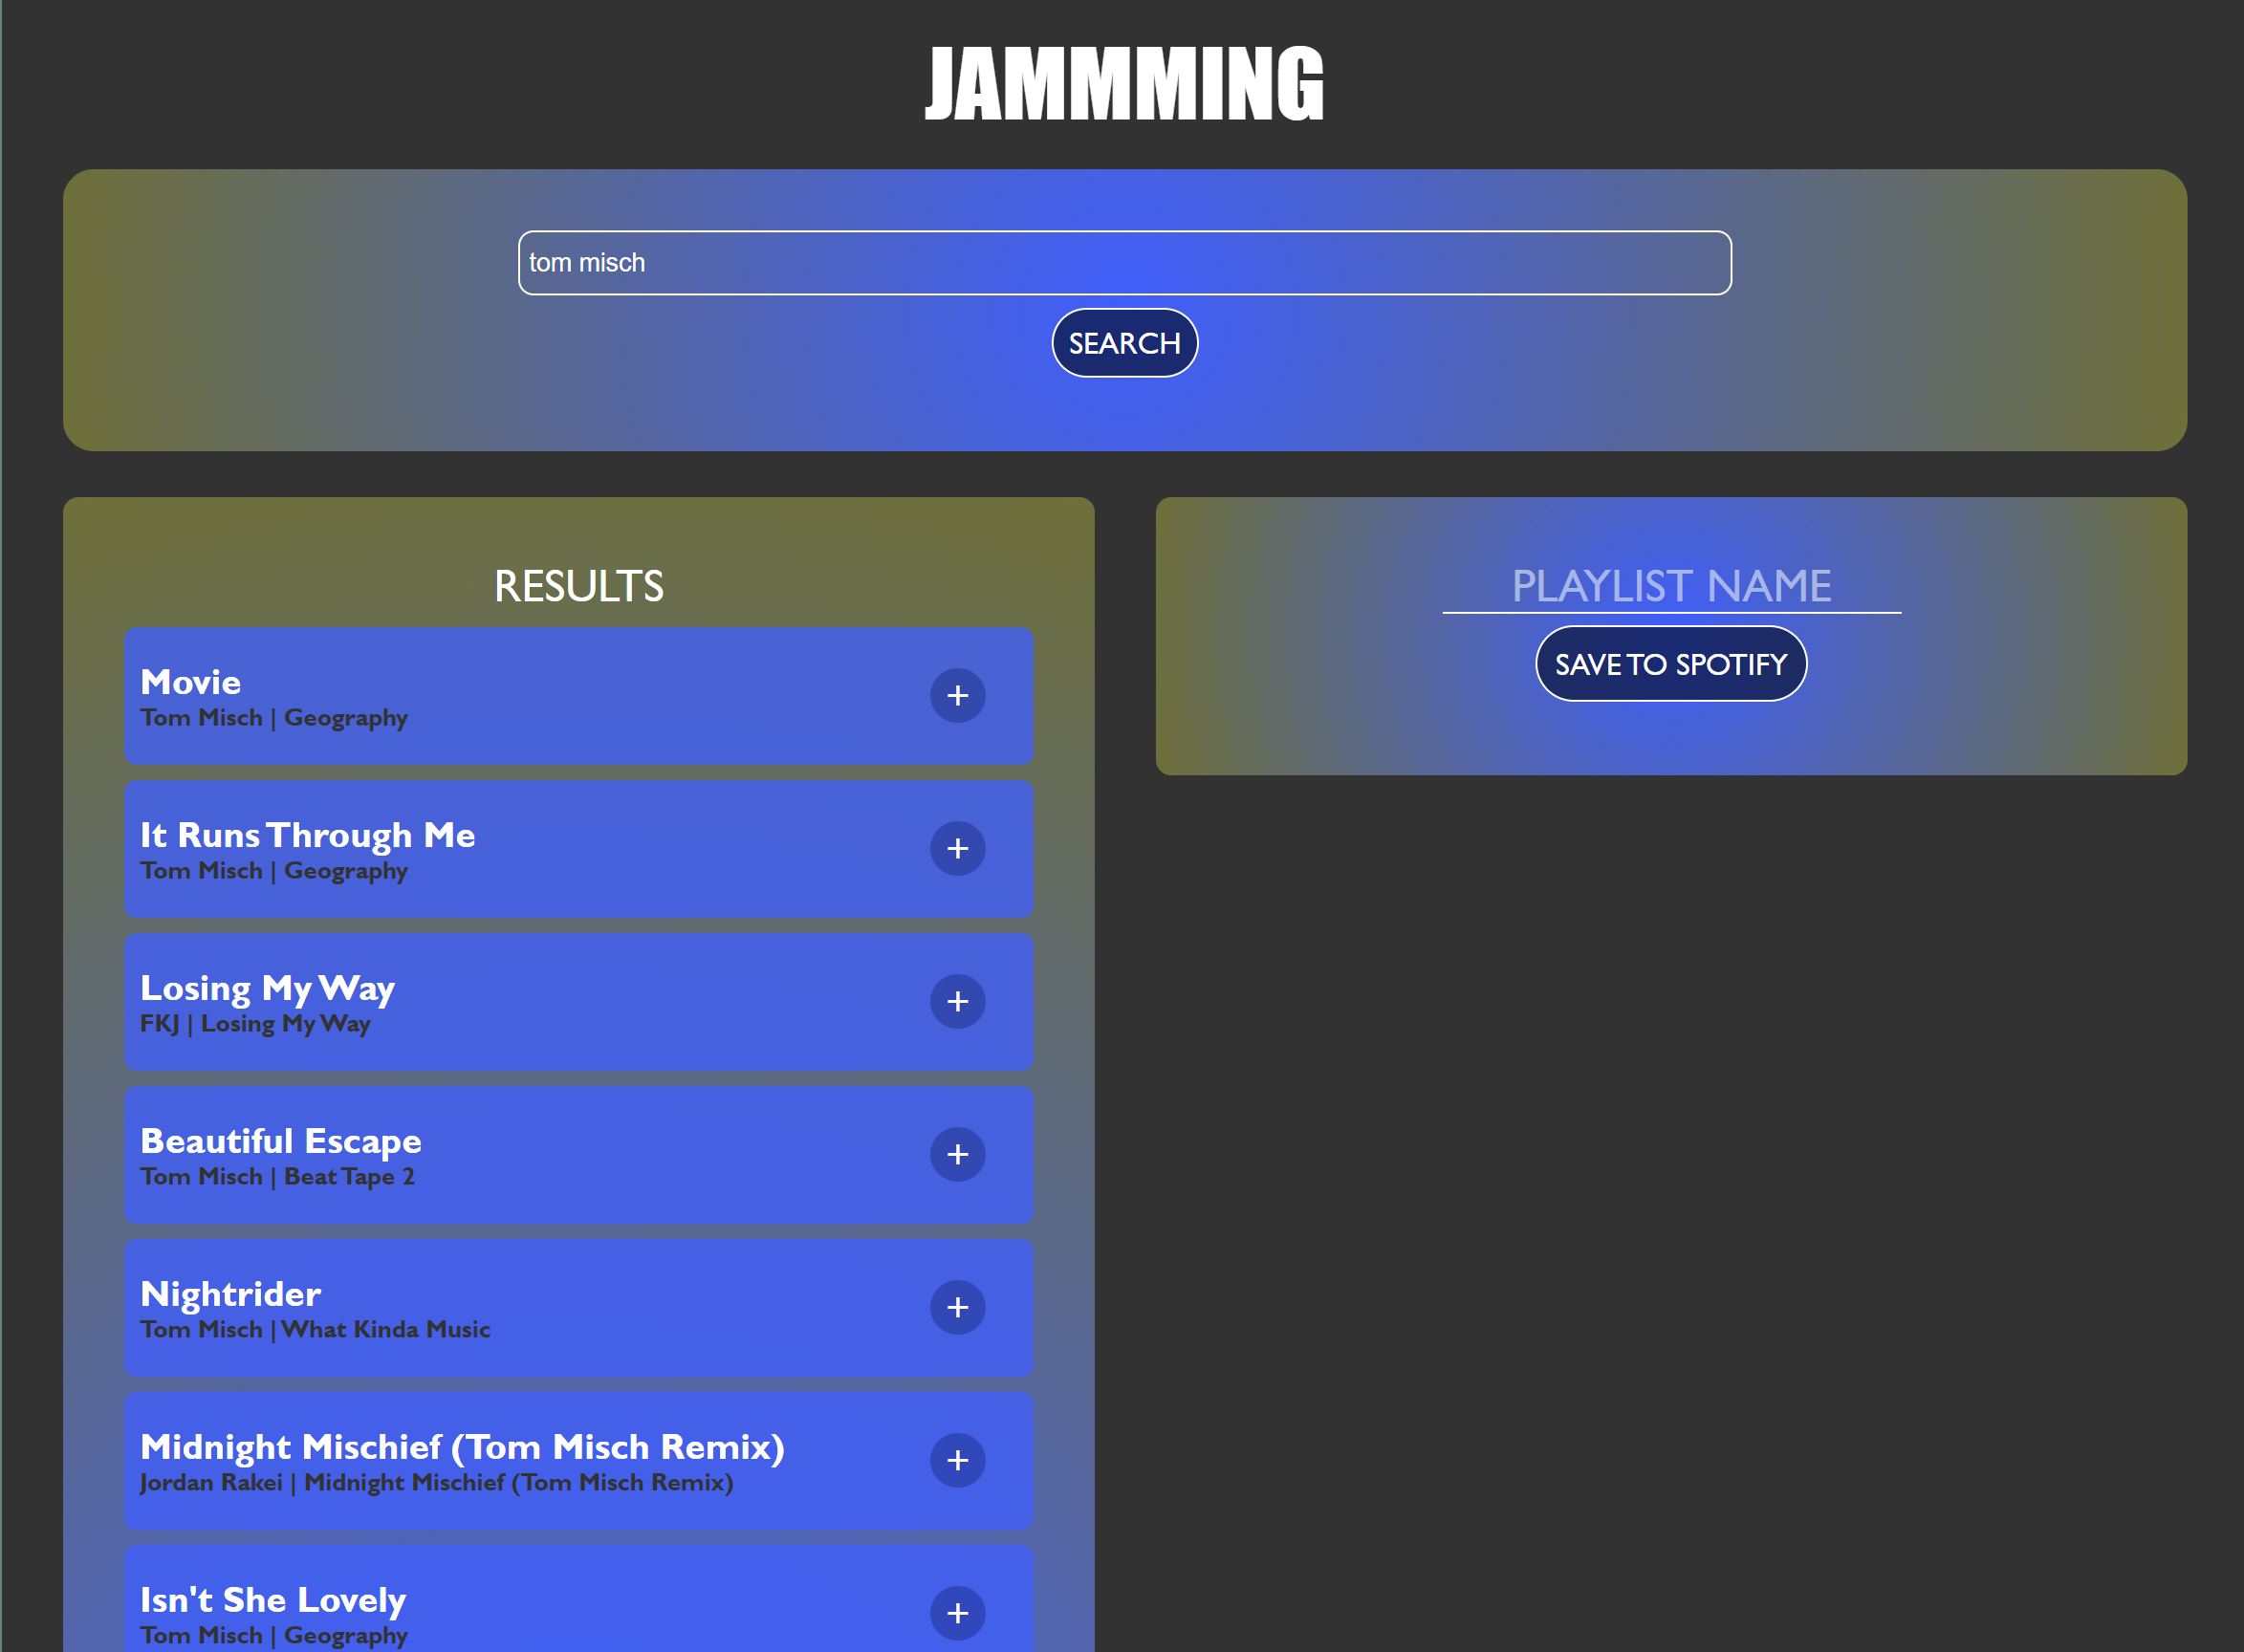 JAMMMING
tom misch
SEARCH
RESULTS
Movie
Tom Misch | Geography
+
It Runs Through Me
Tom Misch | Geography
+
Losing My Way
FKJ | Losing My Way
+
Beautiful Escape
Tom Misch | Beat Tape 2
+
Nightrider
Tom Misch | What Kinda Music
+
Midnight Mischief (Tom Misch Remix)
Jordan Rakei | Midnight Mischief (Tom Misch Remix)
+
Isn't She Lovely
Tom Misch | Geography
+
PLAYLIST NAME
SAVE TO SPOTIFY